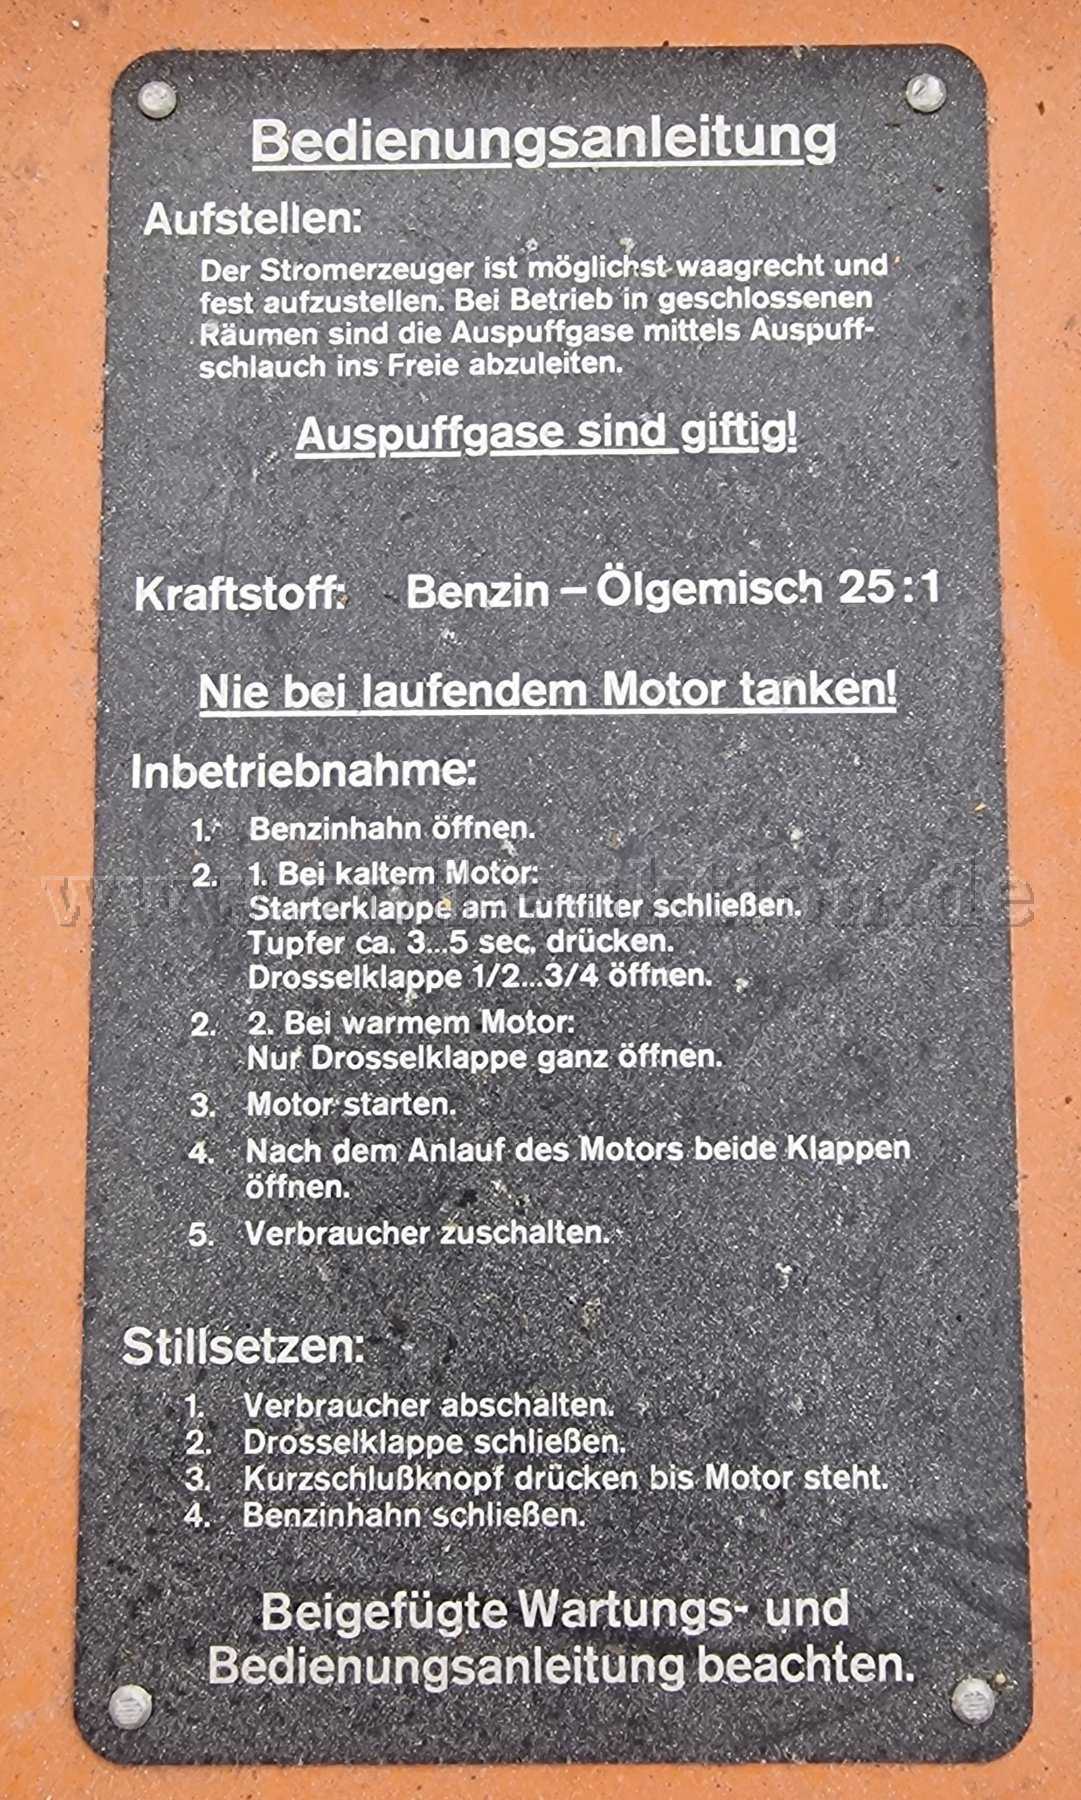 Bedienungsanleitung
Aufstellen:
Der Stromerzeuger ist möglichst waagrecht und
fest aufzustellen. Bei Betrieb in geschlossenen
Räumen sind die Auspuffgase mittels Auspuff-
schlauch ins Freie abzuleiten.
Auspuffgase sind giftig!
Kraftstoff: Benzin – Ölgemisch 25:1
Nie bei laufendem Motor tanken!
Inbetriebnahme:
1. Benzinhahn öffnen.
2. 1. Bei kaltem Motor:
Starterklappe am Luftfilter schließen.
Tupfer ca. 3...5 sec. drücken.
Drosselklappe 1/2...3/4 öffnen.
2. 2. Bei warmem Motor:
Nur Drosselklappe ganz öffnen.
3. Motor starten.
4. Nach dem Anlauf des Motors beide Klappen
öffnen.
5. Verbraucher zuschalten.
Stillsetzen:
1. Verbraucher abschalten.
2. Drosselklappe schließen.
3. Kurzschlußknopf drücken bis Motor steht.
4. Benzinhahn schließen.
Beigefügte Wartungs- und
Bedienungsanleitung beachten.